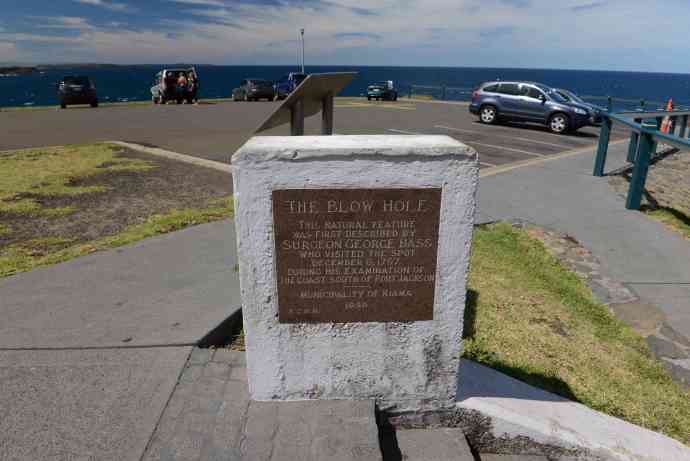 THE BLOW HOLE
THIS NATURAL FEATURE
WAS FIRST DESCRIBED BY
SURGEON GEORGE BASS
WHO VISITED THE SPOT
DECEMBER 6, 1797.
DURING HIS EXAMINATION OF
THE COAST SOUTH OF PORT JACKSON
MUNICIPALITY OF KIAMA